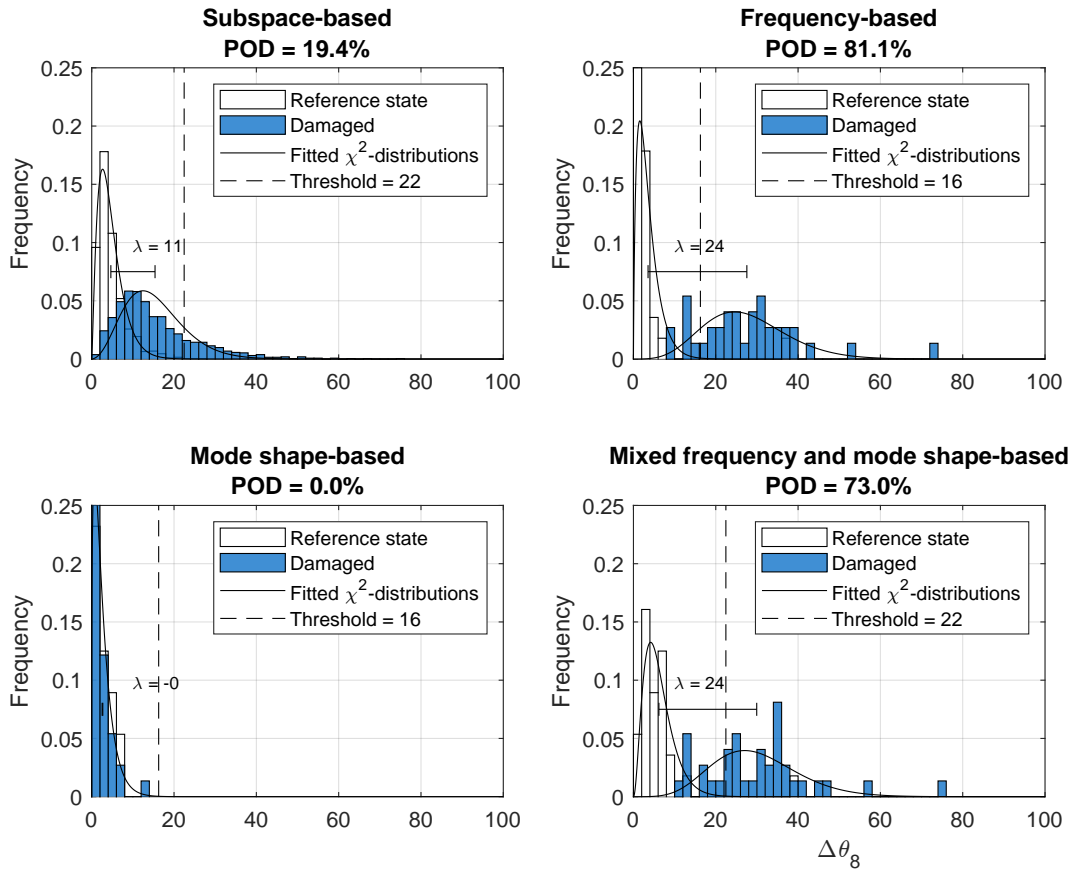 Subspace-based
POD = 19.4%
0.25
0.2
0.15
0.1
0.05
0
Frequency
Reference state
Damaged
Fitted χ²-distributions
Threshold = 22
λ = 11
0 20 40 60 80 100
Frequency-based
POD = 81.1%
0.25
0.2
0.15
0.1
0.05
0
Frequency
Reference state
Damaged
Fitted χ²-distributions
Threshold = 16
λ = 24
0 20 40 60 80 100
Mode shape-based
POD = 0.0%
0.25
0.2
0.15
0.1
0.05
0
Frequency
Reference state
Damaged
Fitted χ²-distributions
Threshold = 16
λ = -0
0 20 40 60 80 100
Mixed frequency and mode shape-based
POD = 73.0%
0.25
0.2
0.15
0.1
0.05
0
Frequency
Reference state
Damaged
Fitted χ²-distributions
Threshold = 22
λ = 24
0 20 40 60 80 100
Δθ₈